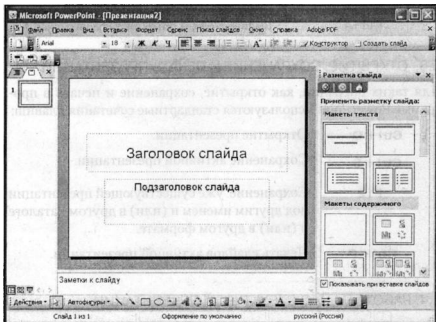 Microsoft PowerPoint - [Презентация2]
Файл Правка Вид Вставка Формат Сервис Показ слайдов Окно Справка Adobe PDF
Arial 18 Ж К Ч Конструктор Создать слайд
Разметка слайда
Применить разметку слайда:
Макеты текста
1
Заголовок слайда
Подзаголовок слайда
Макеты содержимого
Заметки к слайду
Показывать при вставке слайдов
Действия Автофигуры
Слайд 1 из 1 Оформление по умолчанию русский (Россия)